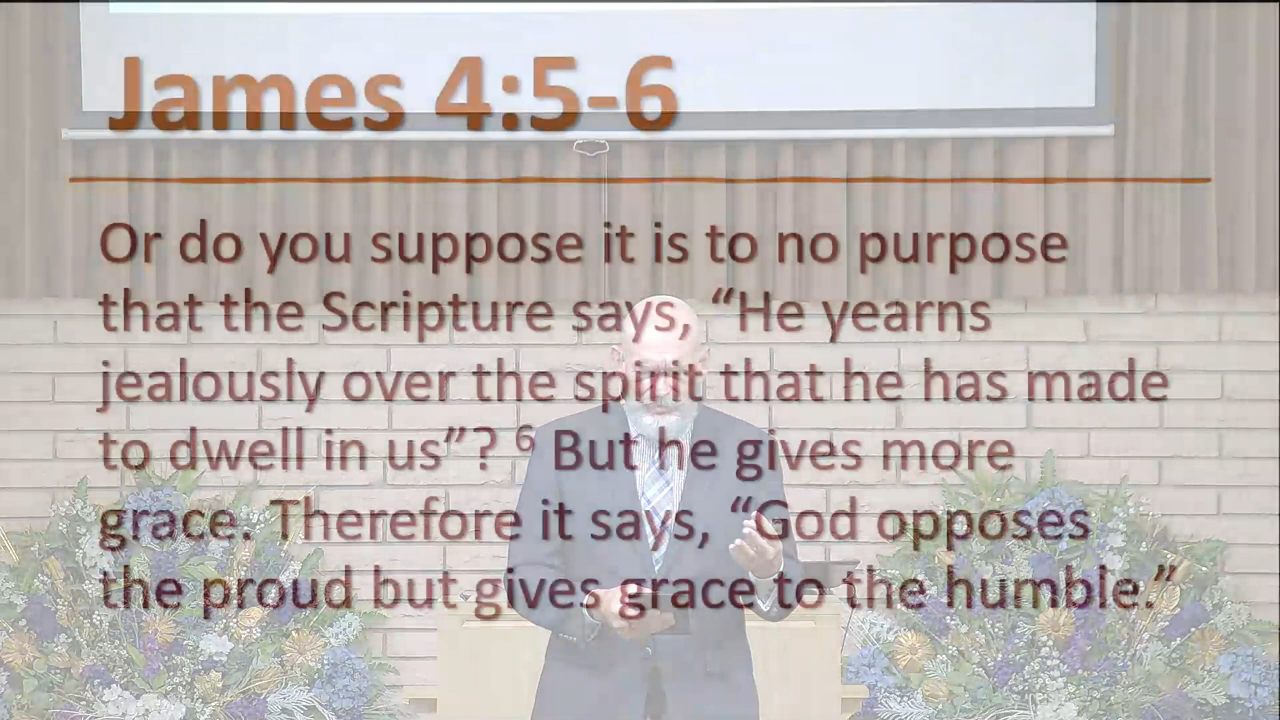 James 4:5-6
Or do you suppose it is to no purpose
that the Scripture says, “He yearns
jealously over the spirit that he has made
to dwell in us”? 6 But he gives more
grace. Therefore it says, “God opposes
the proud but gives grace to the humble.”